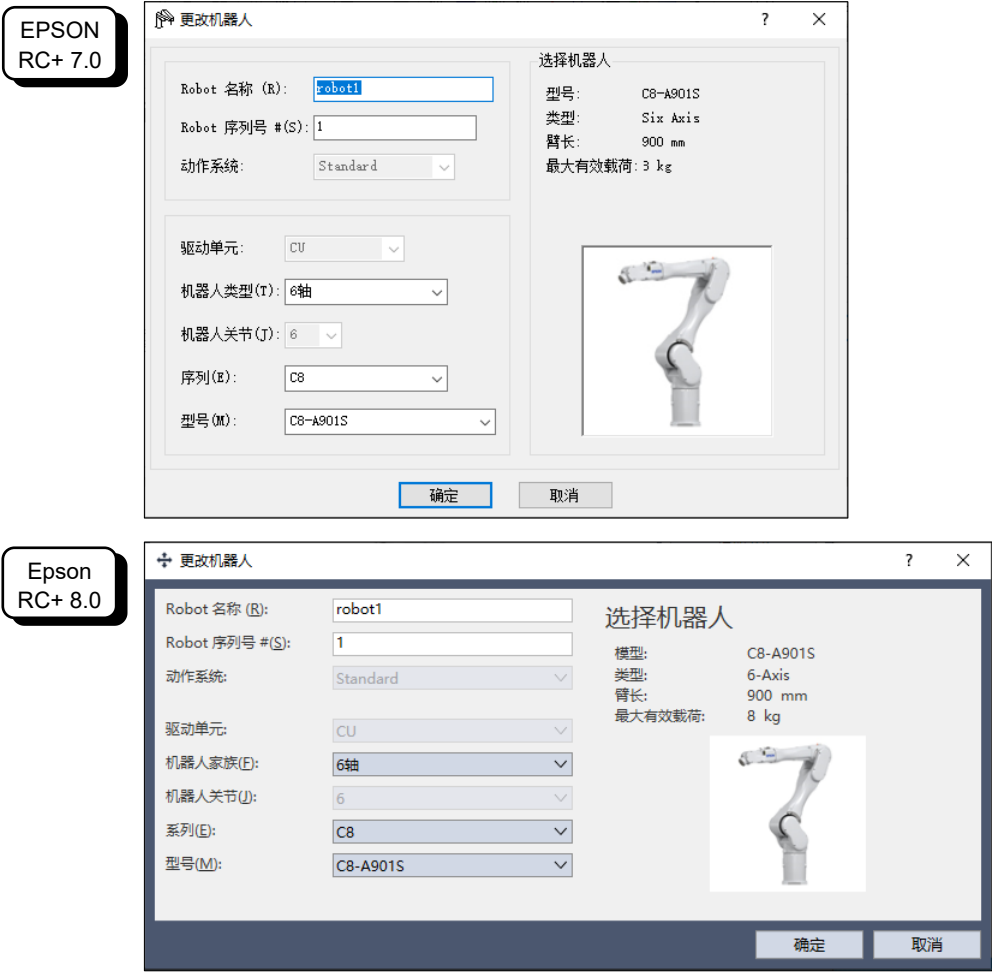 EPSON
RC+ 7.0
更改机器人
Robot 名称 (R): robot1
Robot 序列号 #(S): 1
动作系统: Standard
驱动单元: CU
机器人类型(T): 6轴
机器人关节(J): 6
序列(E): C8
型号(M): C8-A901S
选择机器人
型号: C8-A901S
类型: Six Axis
臂长: 900 mm
最大有效载荷: 3 kg
确定 取消
Epson
RC+ 8.0
更改机器人
Robot 名称 (R): robot1
Robot 序列号 #(S): 1
动作系统: Standard
驱动单元: CU
机器人家族(F): 6轴
机器人关节(J): 6
系列(E): C8
型号(M): C8-A901S
选择机器人
模型: C8-A901S
类型: 6-Axis
臂长: 900 mm
最大有效载荷: 8 kg
确定 取消